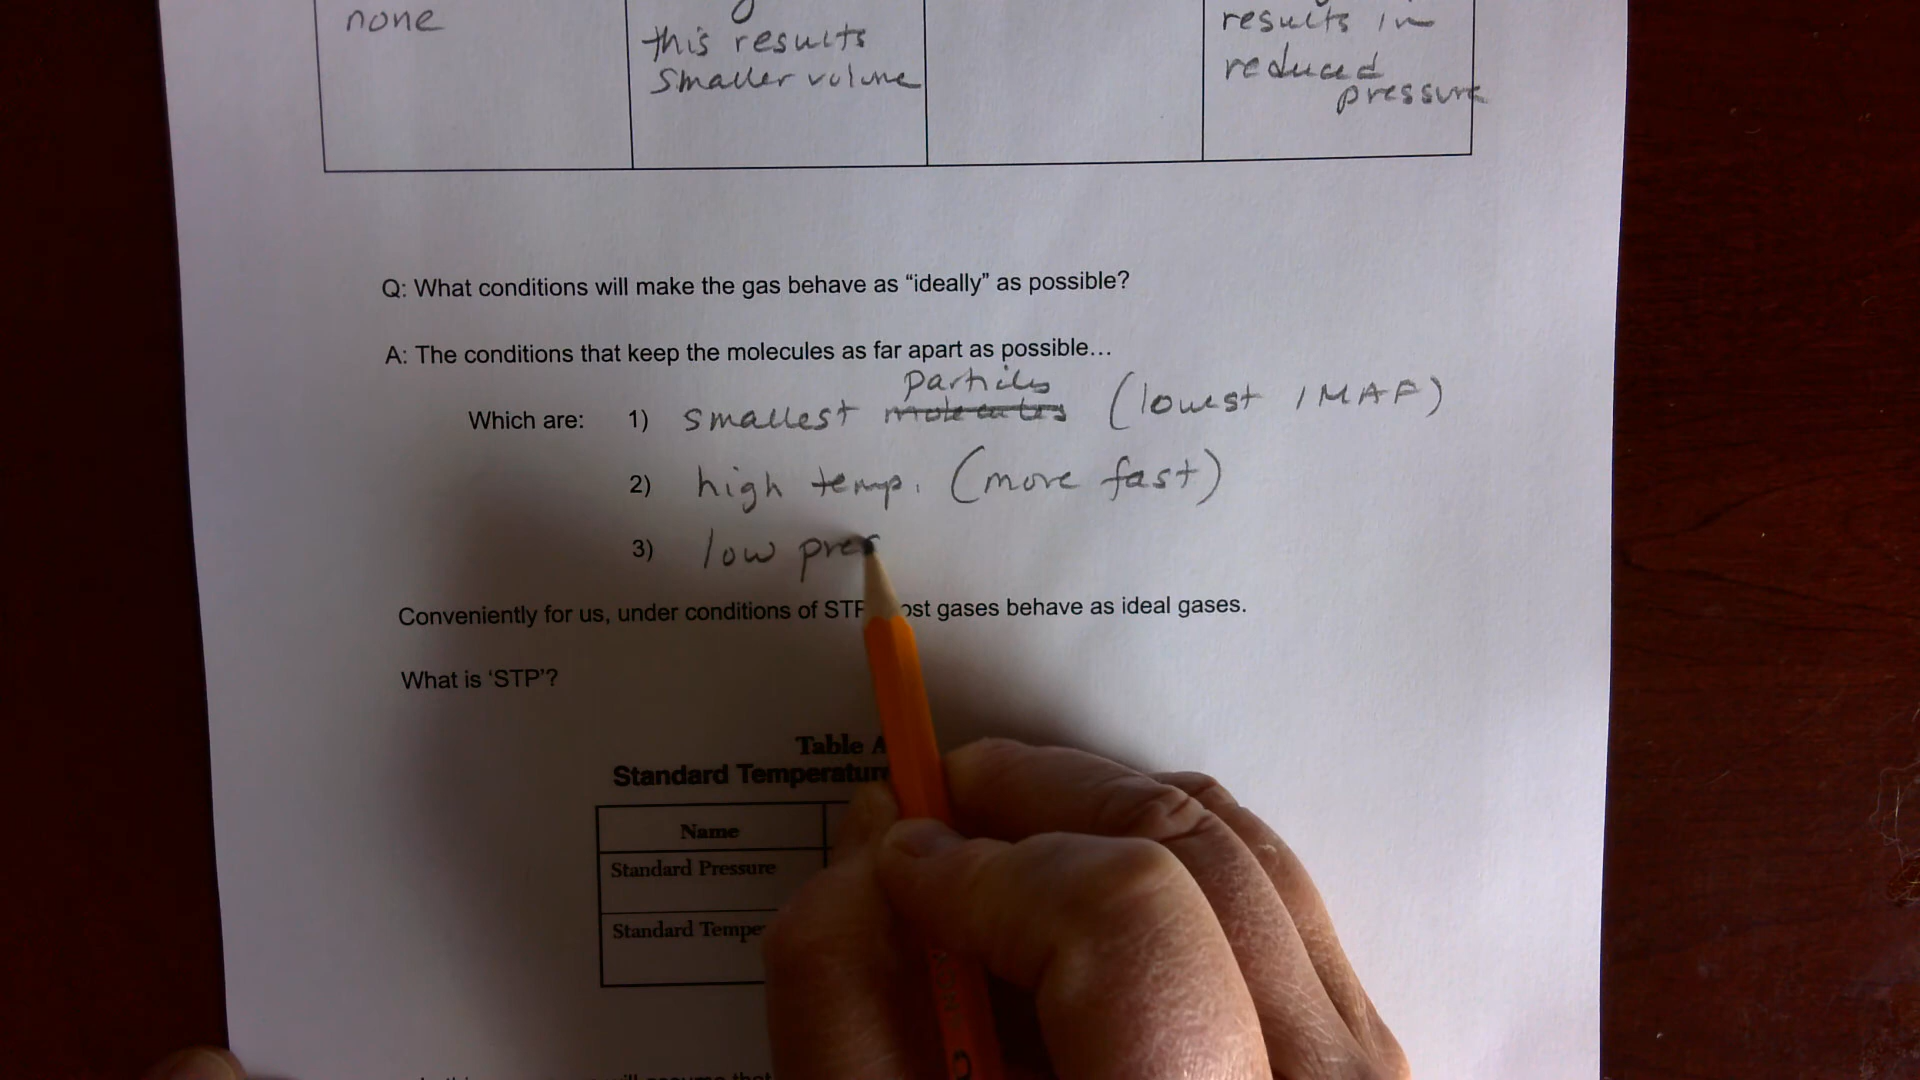 none
this results
smaller volume
results in
reduced
pressure
Q: What conditions will make the gas behave as “ideally” as possible?
A: The conditions that keep the molecules as far apart as possible…
particles
Which are: 1) smallest molecules (lowest IMAF)
2) high temp. (move fast)
3) low pres
Conveniently for us, under conditions of STP ost gases behave as ideal gases.
What is ‘STP’?
Table A
Standard Temperature
Name
Standard Pressure
Standard Tempe